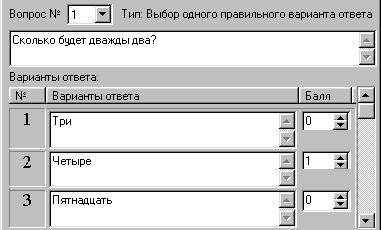 Вопрос № 1 Тип: Выбор одного правильного варианта ответа
Сколько будет дважды два?
Варианты ответа:
№ Варианты ответа Балл
1 Три 0
2 Четыре 1
3 Пятнадцать 0